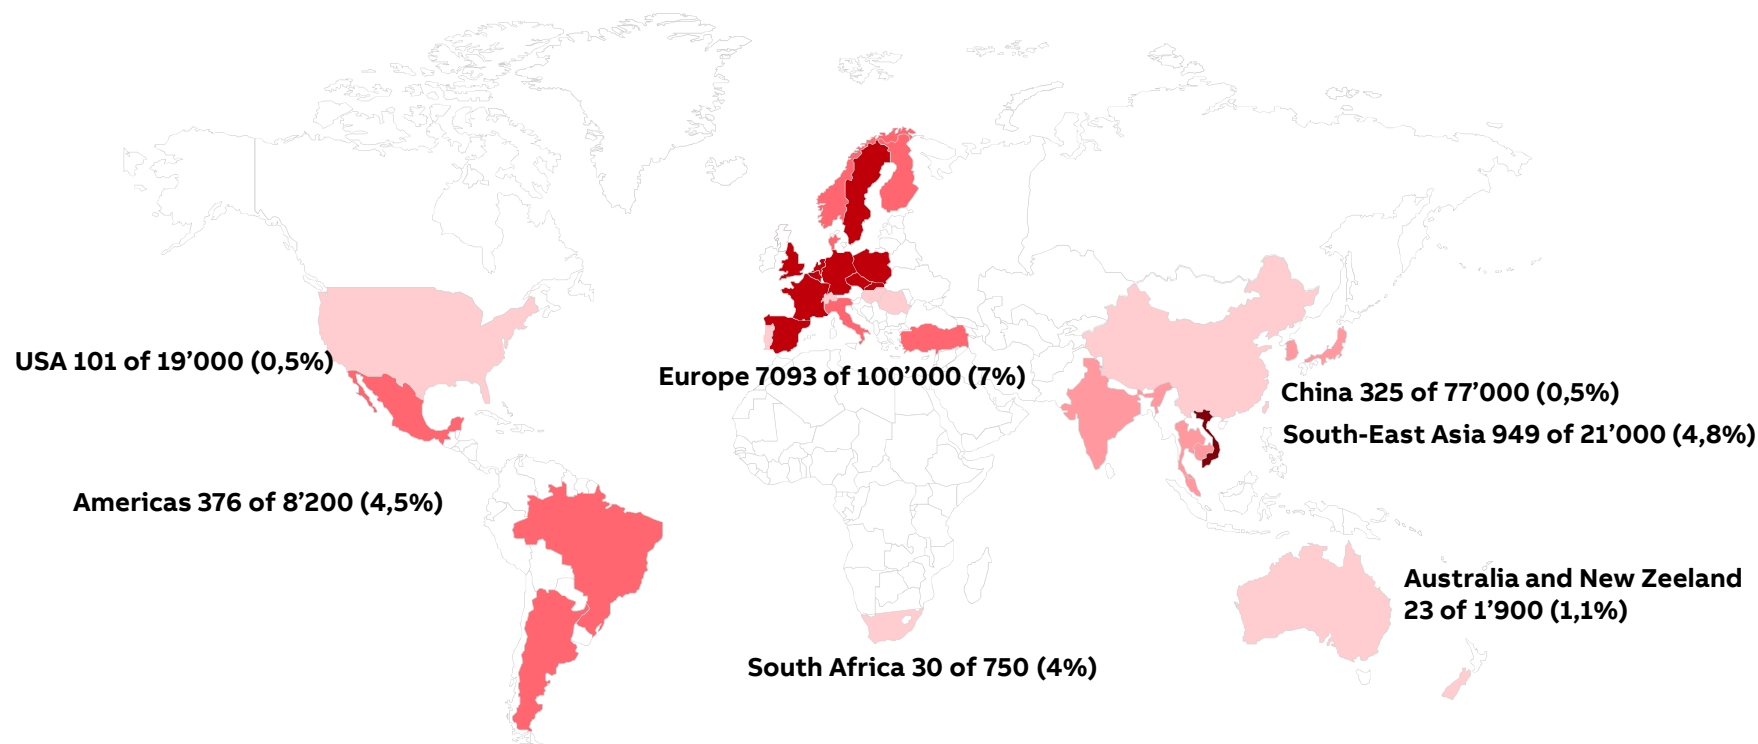 USA 101 of 19’000 (0,5%)
Europe 7093 of 100’000 (7%)
China 325 of 77’000 (0,5%)
South-East Asia 949 of 21’000 (4,8%)
Americas 376 of 8’200 (4,5%)
Australia and New Zeeland
23 of 1’900 (1,1%)
South Africa 30 of 750 (4%)